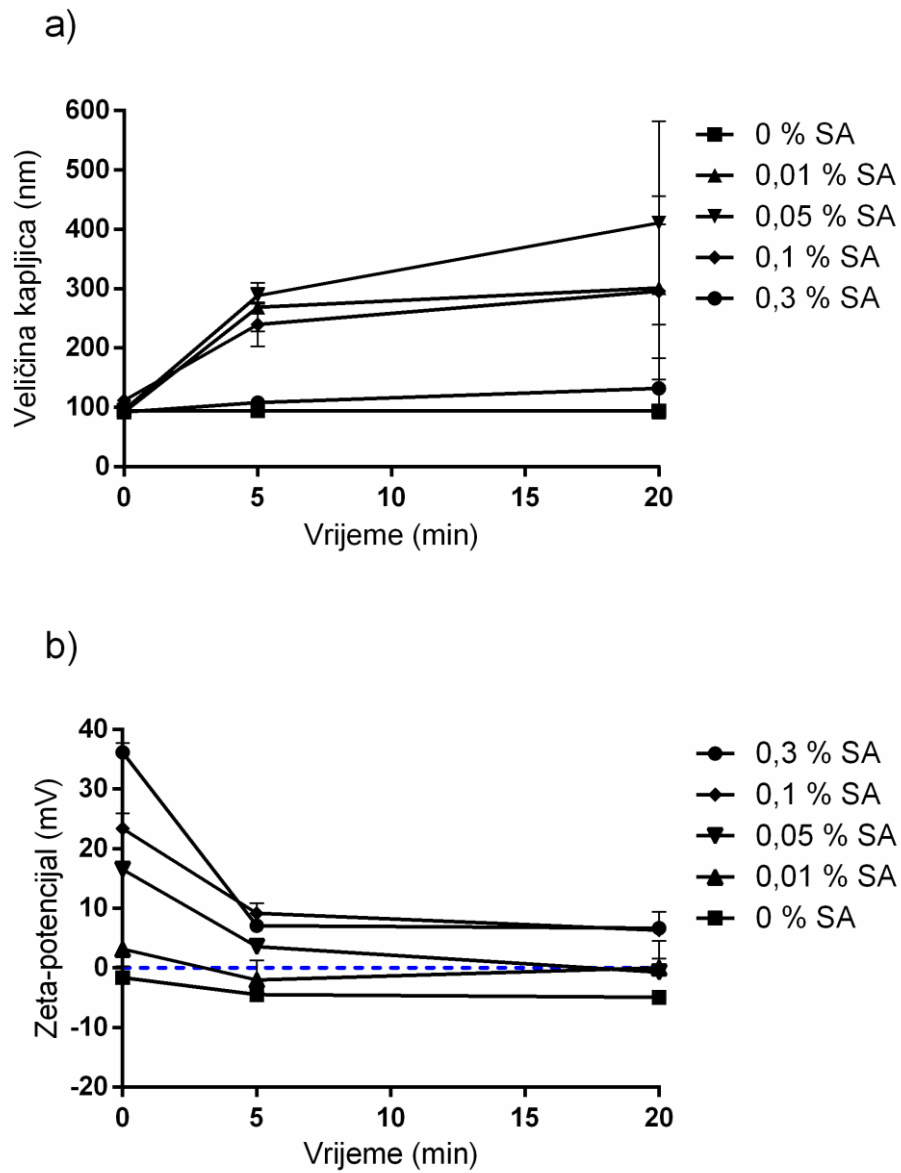 a)
600
500
400
300
200
100
0
Veličina kapljica (nm)
0 5 10 15 20
Vrijeme (min)
0 % SA
0,01 % SA
0,05 % SA
0,1 % SA
0,3 % SA
b)
40
30
20
10
0
-10
-20
Zeta-potencijal (mV)
0 5 10 15 20
Vrijeme (min)
0,3 % SA
0,1 % SA
0,05 % SA
0,01 % SA
0 % SA